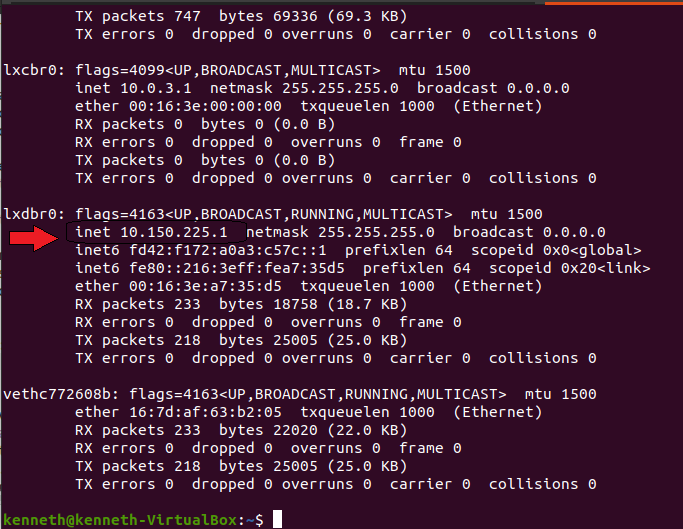 TX packets 747  bytes 69336 (69.3 KB)
TX errors 0  dropped 0 overruns 0  carrier 0  collisions 0
lxcbr0: flags=4099<UP,BROADCAST,MULTICAST>  mtu 1500
inet 10.0.3.1  netmask 255.255.255.0  broadcast 0.0.0.0
ether 00:16:3e:00:00:00  txqueuelen 1000  (Ethernet)
RX packets 0  bytes 0 (0.0 B)
RX errors 0  dropped 0 overruns 0  frame 0
TX packets 0  bytes 0 (0.0 B)
TX errors 0  dropped 0 overruns 0  carrier 0  collisions 0
lxdbr0: flags=4163<UP,BROADCAST,RUNNING,MULTICAST>  mtu 1500
inet 10.150.225.1  netmask 255.255.255.0  broadcast 0.0.0.0
inet6 fd42:f172:a0a3:c57c::1  prefixlen 64  scopeid 0x0<global>
inet6 fe80::216:3eff:fea7:35d5  prefixlen 64  scopeid 0x20<link>
ether 00:16:3e:a7:35:d5  txqueuelen 1000  (Ethernet)
RX packets 233  bytes 18758 (18.7 KB)
RX errors 0  dropped 0 overruns 0  frame 0
TX packets 218  bytes 25005 (25.0 KB)
TX errors 0  dropped 0 overruns 0  carrier 0  collisions 0
vethc772608b: flags=4163<UP,BROADCAST,RUNNING,MULTICAST>  mtu 1500
ether 16:7d:af:63:b2:05  txqueuelen 1000  (Ethernet)
RX packets 233  bytes 22020 (22.0 KB)
RX errors 0  dropped 0 overruns 0  frame 0
TX packets 218  bytes 25005 (25.0 KB)
TX errors 0  dropped 0 overruns 0  carrier 0  collisions 0
kenneth@kenneth-VirtualBox:~$